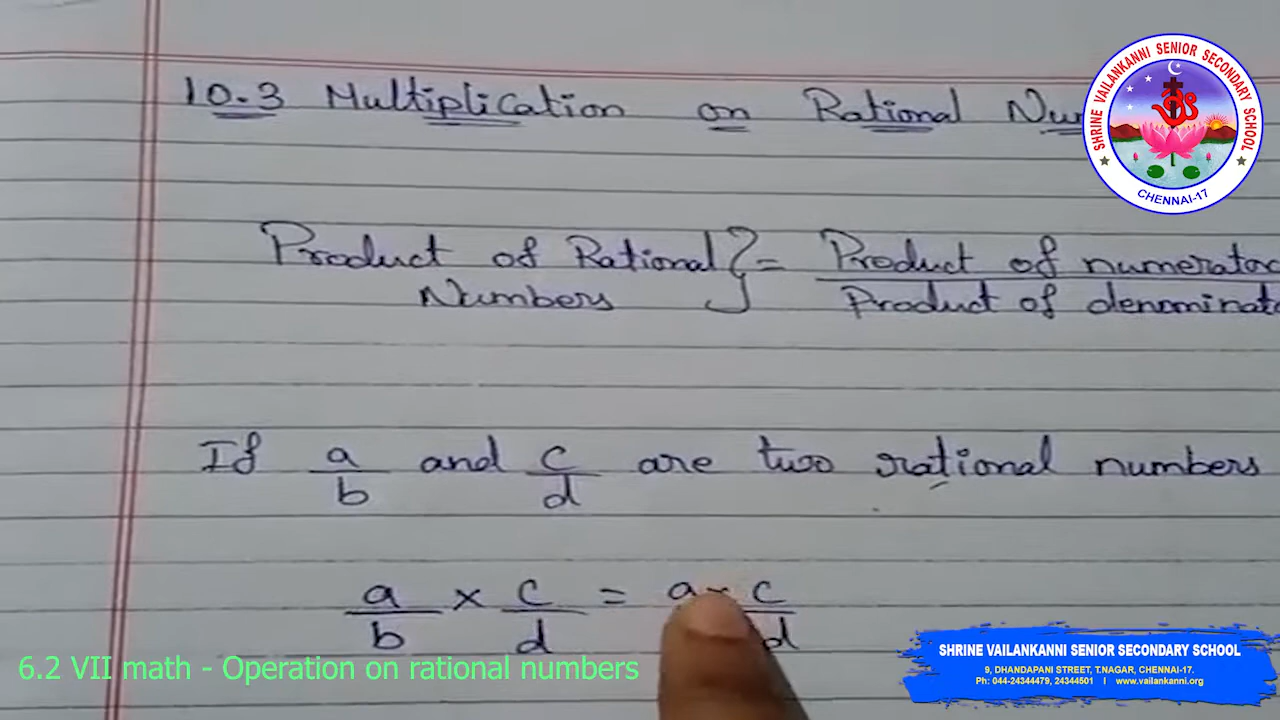 10.3 Multiplication on Rational
Product of Rational } = Product of numerator
Numbers Product of denominat
If a/b and c/d are two rational numbers
a/b × c/d = a × c/ d
6.2 VII math - Operation on rational numbers
SHRINE VAILANKANNI SENIOR SECONDARY SCHOOL
CHENNAI-17
SHRINE VAILANKANNI SENIOR SECONDARY SCHOOL
9, DHANDAPANI STREET, T.NAGAR, CHENNAI-17.
Ph: 044-24344479, 24344501 I www.vailankanni.org